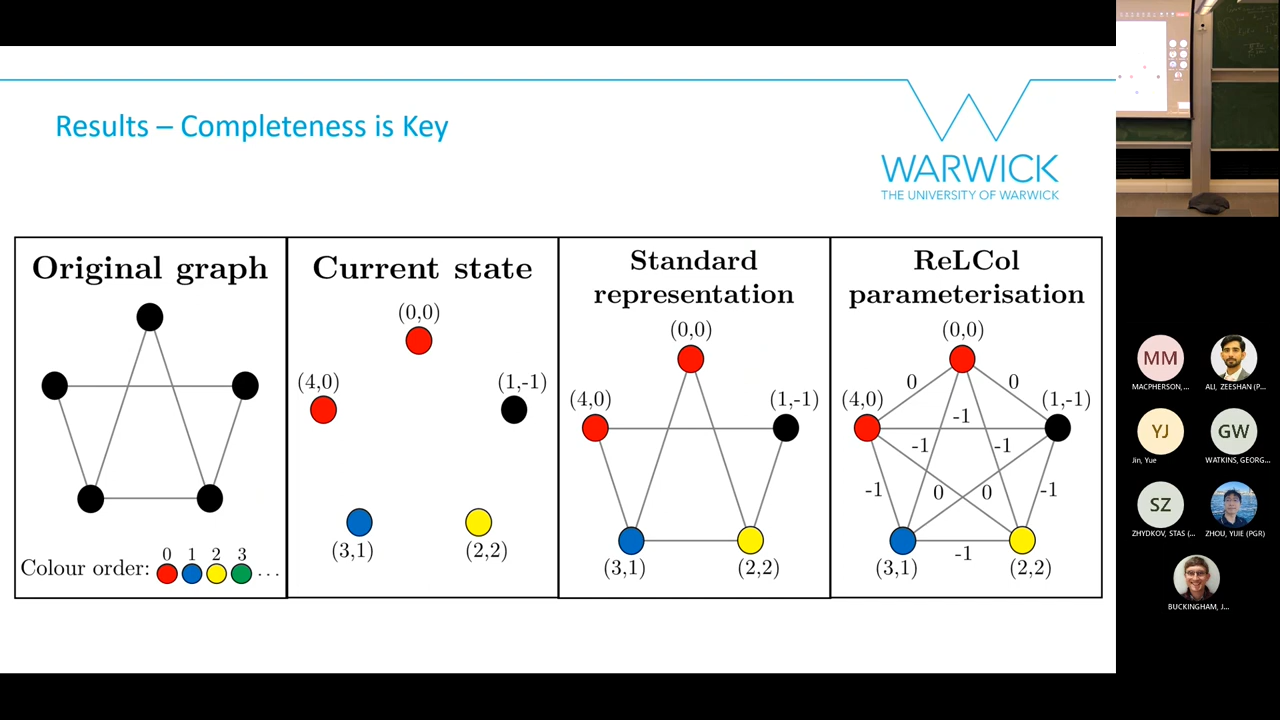 Results – Completeness is Key
WARWICK
THE UNIVERSITY OF WARWICK
Original graph
Colour order:
0 1 2 3
...
Current state
(0,0)
(4,0)
(1,-1)
(3,1)
(2,2)
Standard
representation
(0,0)
(4,0)
(1,-1)
(3,1)
(2,2)
ReLCol
parameterisation
(0,0)
0
0
(4,0)
(1,-1)
-1
-1
-1
-1
0
0
-1
-1
(3,1)
(2,2)
MM
MACPHERSON,...
ALI, ZEESHAN (P...
YJ
Jin, Yue
GW
WATKINS, GEORG...
SZ
ZHYDKOV, STAS (...
ZHOU, YIJIE (PGR)
BUCKINGHAM, J...